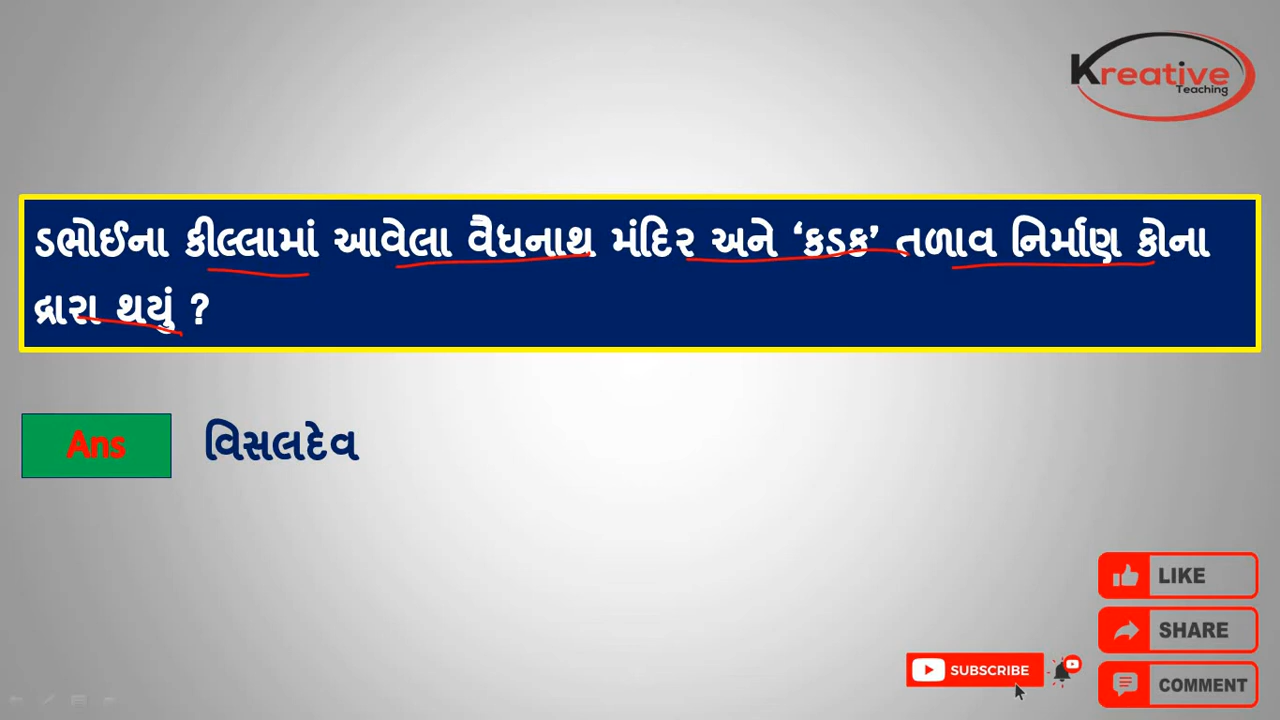 Kreative
Teaching
ડભોઈના કીલ્લામાં આવેલા વૈધનાથ મંદિર અને ‘કડક’ તળાવ નિર્માણ કોના
દ્રારા થયું ?
Ans વિસલદેવ
LIKE
SHARE
SUBSCRIBE
COMMENT